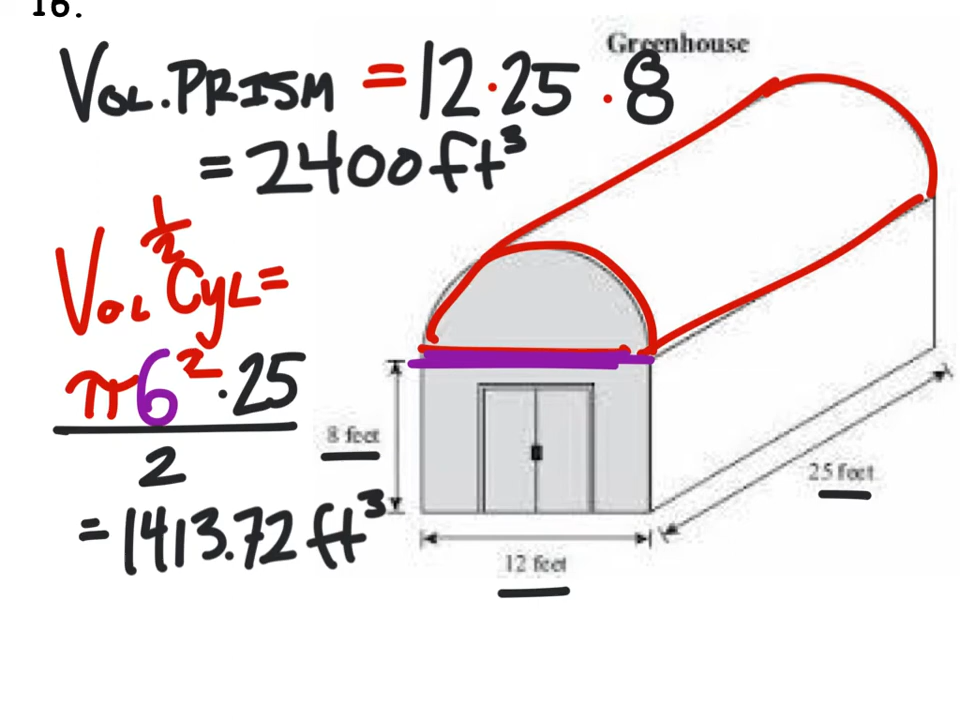 16.
Greenhouse
VOL. PRISM = 12 · 25 · 8
= 2400 ft³
VOL ½ CYL =
π6² · 25
2
= 1413.72 ft³
8 feet
25 feet
12 feet